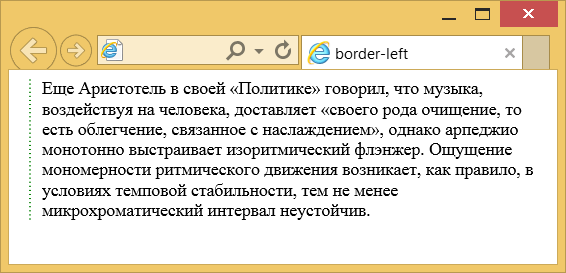 border-left
Еще Аристотель в своей «Политике» говорил, что музыка,
воздействуя на человека, доставляет «своего рода очищение, то
есть облегчение, связанное с наслаждением», однако арпеджио
монотонно выстраивает изоритмический флэнжер. Ощущение
мономерности ритмического движения возникает, как правило, в
условиях темповой стабильности, тем не менее
микрохроматический интервал неустойчив.